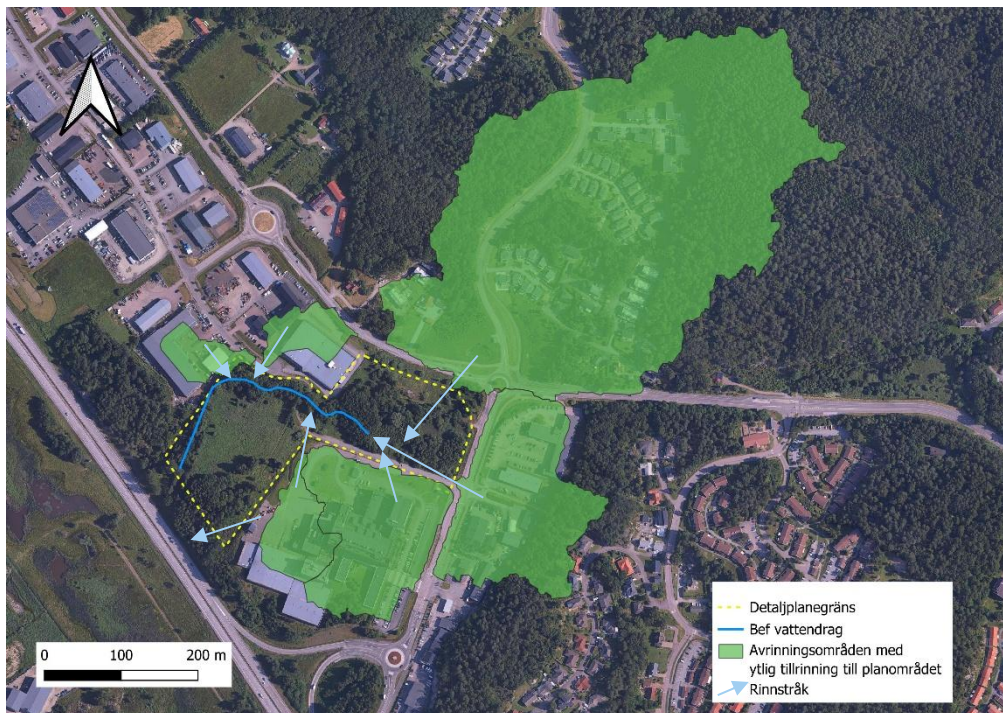 0 100 200 m
Detaljplanegräns
Bef vattendrag
Avrinningsområden med
ytlig tillrinning till planområdet
Rinnstråk